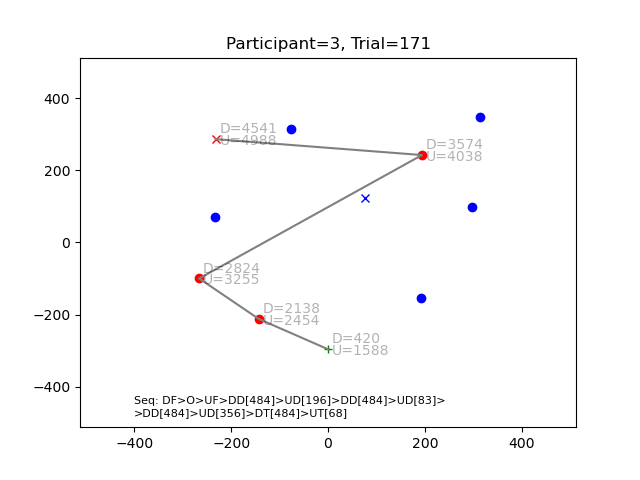 Participant=3, Trial=171
400
200
0
−200
−400
D=4541
U=4988
D=3574
U=4038
D=2824
U=3255
D=2138
U=2454
D=420
U=1588
Seq: DF>O>UF>DD[484]>UD[196]>DD[484]>UD[83]>
>DD[484]>UD[356]>DT[484]>UT[68]
−400 −200 0 200 400